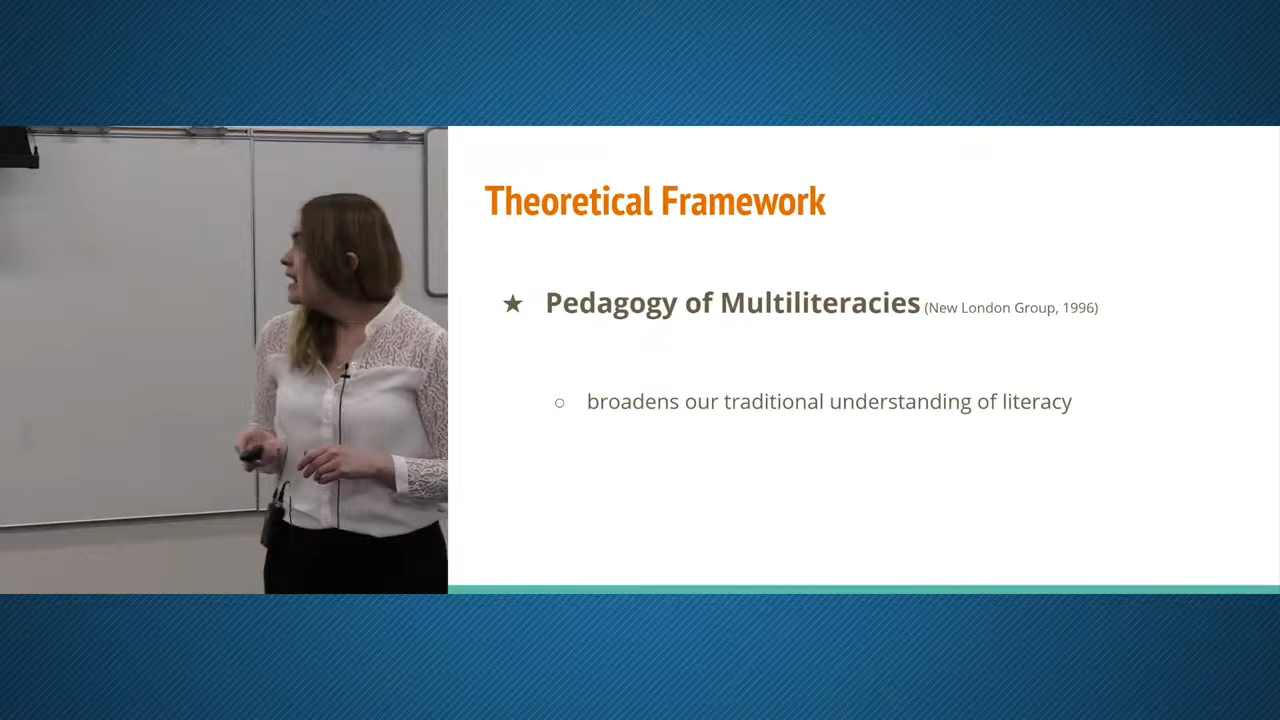 Theoretical Framework
★ Pedagogy of Multiliteracies (New London Group, 1996)
○ broadens our traditional understanding of literacy